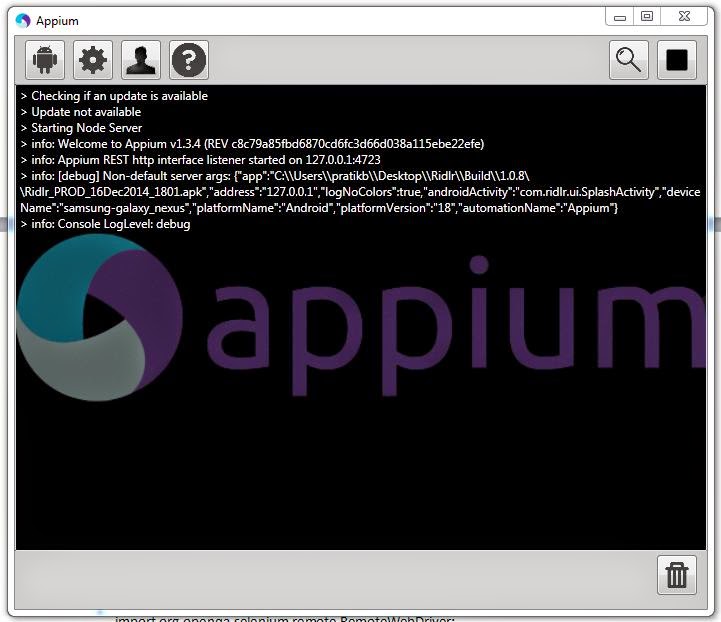 Appium
> Checking if an update is available
> Update not available
> Starting Node Server
> info: Welcome to Appium v1.3.4 (REV c8c79a85fbd6870cd6fc3d66d038a115ebe22efe)
> info: Appium REST http interface listener started on 127.0.0.1:4723
> info: [debug] Non-default server args: {"app":"C:\\Users\\pratikb\\Desktop\\Ridlr\\Build\\1.0.8\
\Ridlr_PROD_16Dec2014_1801.apk","address":"127.0.0.1","logNoColors":true,"androidActivity":"com.ridlr.ui.SplashActivity","device
Name":"samsung-galaxy_nexus","platformName":"Android","platformVersion":"18","automationName":"Appium"}
> info: Console LogLevel: debug
appium
import org.openqa.selenium.remote.RemoteWebDriver;